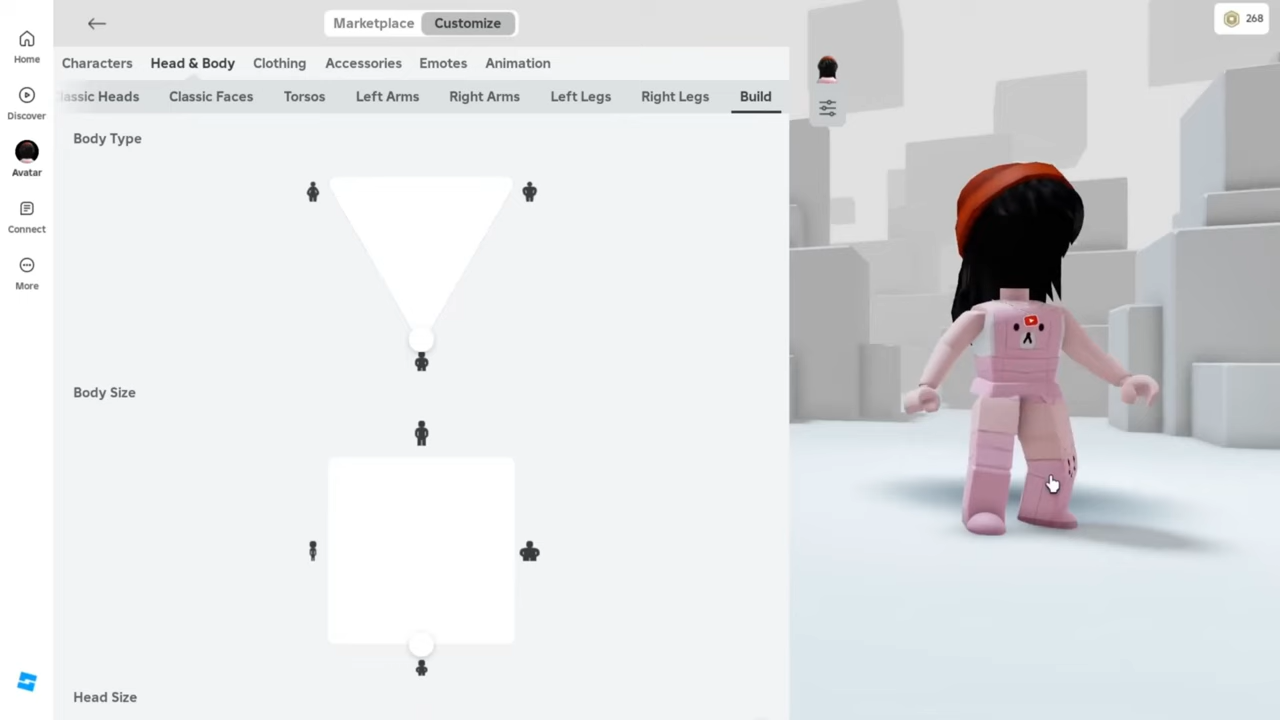 Marketplace
Customize
268
Home
Discover
Avatar
Connect
More
Characters
Head & Body
Clothing
Accessories
Emotes
Animation
lassic Heads
Classic Faces
Torsos
Left Arms
Right Arms
Left Legs
Right Legs
Build
Body Type
Body Size
Head Size